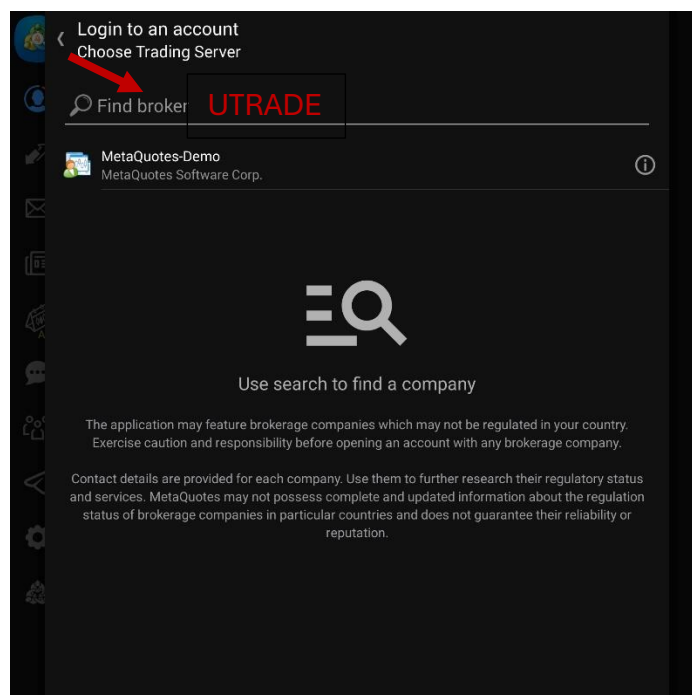 Login to an account
Choose Trading Server
Find broker UTRADE
MetaQuotes-Demo
MetaQuotes Software Corp.
Use search to find a company
The application may feature brokerage companies which may not be regulated in your country.
Exercise caution and responsibility before opening an account with any brokerage company.
Contact details are provided for each company. Use them to further research their regulatory status
and services. MetaQuotes may not possess complete and updated information about the regulation
status of brokerage companies in particular countries and does not guarantee their reliability or
reputation.